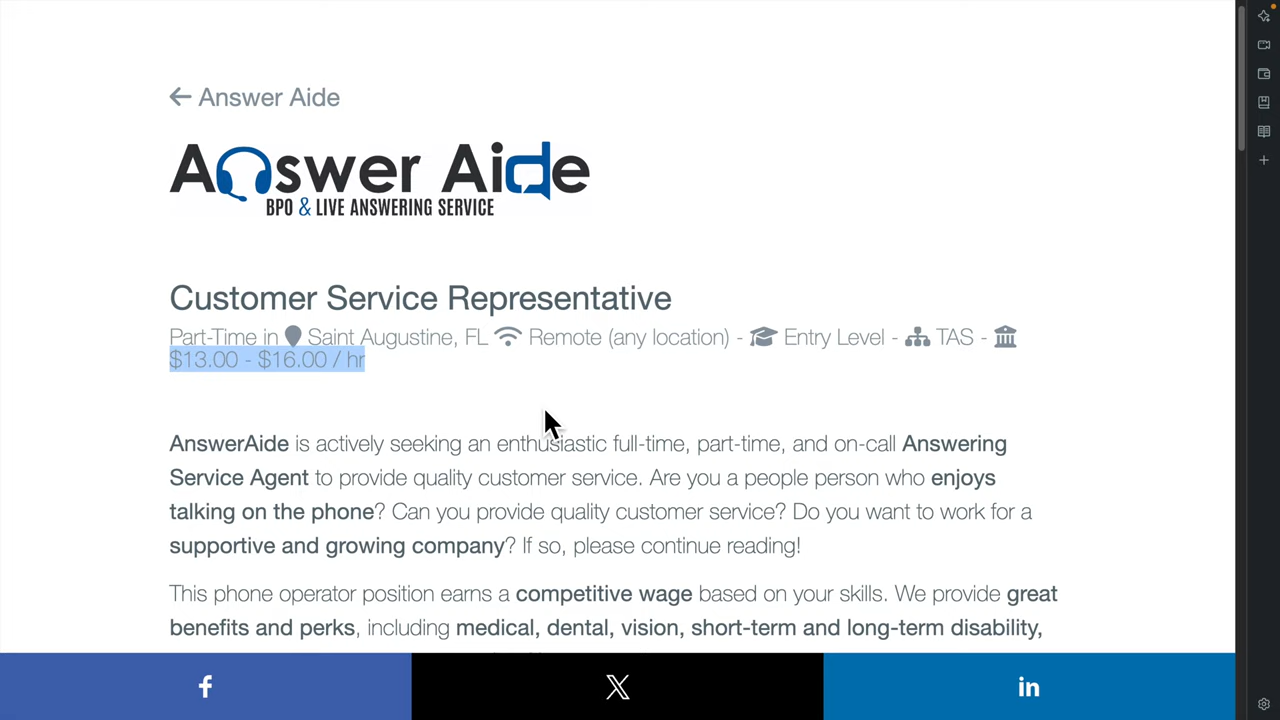 Answer Aide
Answer Aide
BPO & LIVE ANSWERING SERVICE
Customer Service Representative
Part-Time in Saint Augustine, FL Remote (any location) - Entry Level - TAS -
$13.00 - $16.00 / hr
AnswerAide is actively seeking an enthusiastic full-time, part-time, and on-call Answering
Service Agent to provide quality customer service. Are you a people person who enjoys
talking on the phone? Can you provide quality customer service? Do you want to work for a
supportive and growing company? If so, please continue reading!
This phone operator position earns a competitive wage based on your skills. We provide great
benefits and perks, including medical, dental, vision, short-term and long-term disability,